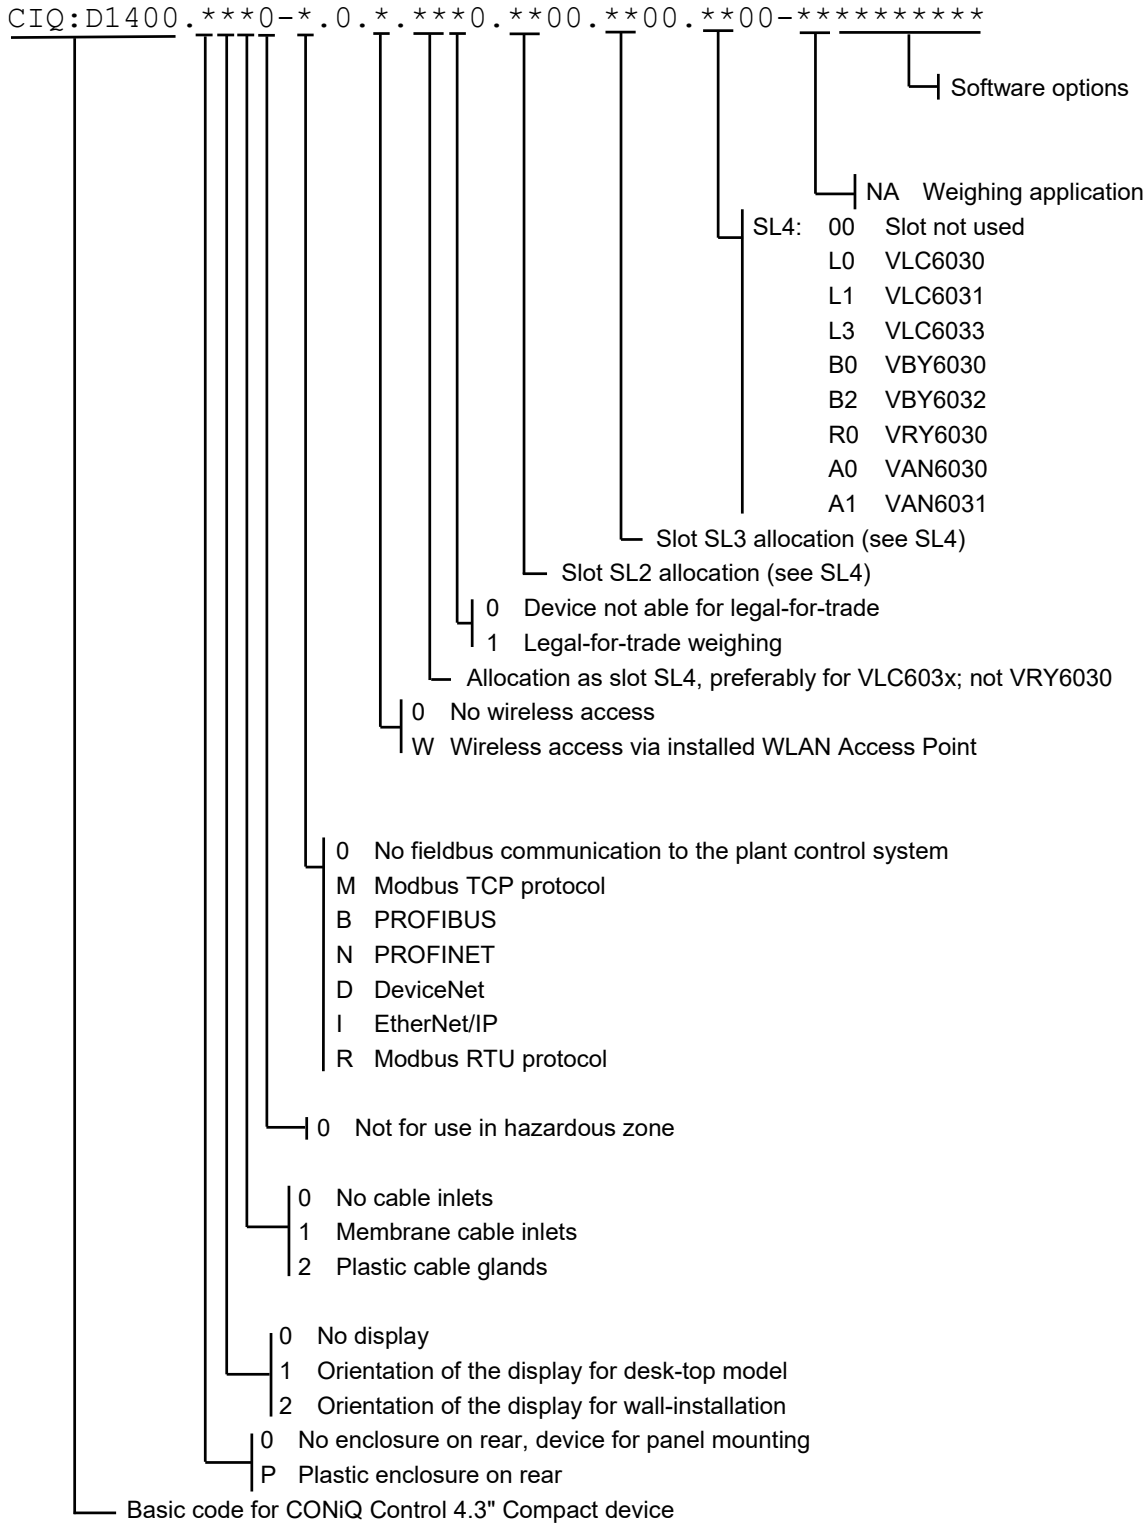 CIQ:D1400.***0-*.0.*.***0.**00.**00.**00-**********
Software options
NA Weighing application
SL4: 00 Slot not used
L0 VLC6030
L1 VLC6031
L3 VLC6033
B0 VBY6030
B2 VBY6032
R0 VRY6030
A0 VAN6030
A1 VAN6031
Slot SL3 allocation (see SL4)
Slot SL2 allocation (see SL4)
0 Device not able for legal-for-trade
1 Legal-for-trade weighing
Allocation as slot SL4, preferably for VLC603x; not VRY6030
0 No wireless access
W Wireless access via installed WLAN Access Point
0 No fieldbus communication to the plant control system
M Modbus TCP protocol
B PROFIBUS
N PROFINET
D DeviceNet
I EtherNet/IP
R Modbus RTU protocol
0 Not for use in hazardous zone
0 No cable inlets
1 Membrane cable inlets
2 Plastic cable glands
0 No display
1 Orientation of the display for desk-top model
2 Orientation of the display for wall-installation
0 No enclosure on rear, device for panel mounting
P Plastic enclosure on rear
Basic code for CONiQ Control 4.3" Compact device